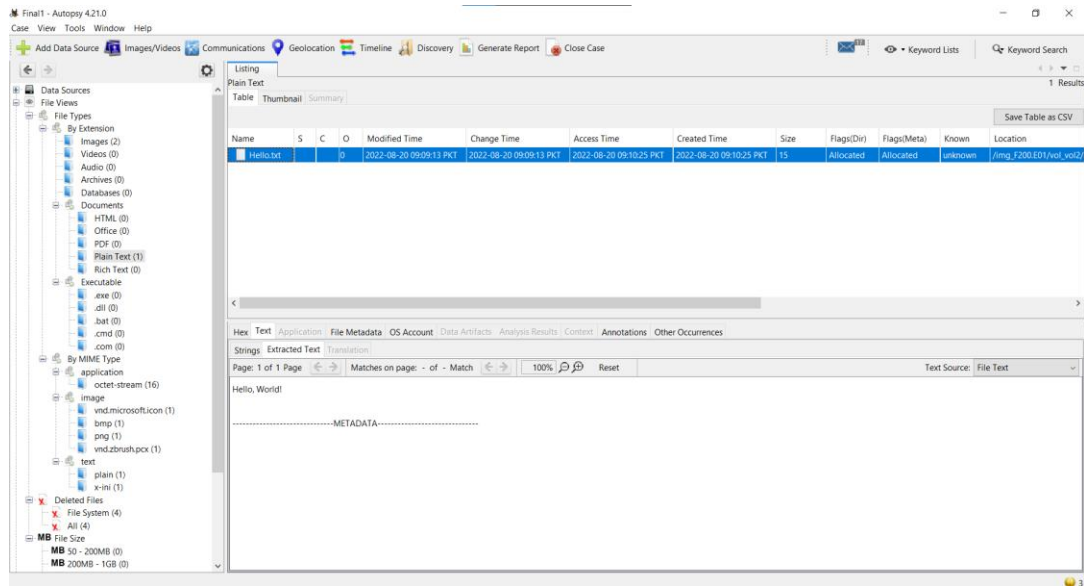 Final1 - Autopsy 4.21.0
Case View Tools Window Help
Add Data Source Images/Videos Communications Geolocation Timeline Discovery Generate Report Close Case Keyword Lists Keyword Search
Listing
Plain Text 1 Results
Table Thumbnail Summary
Save Table as CSV
Name S C O Modified Time Change Time Access Time Created Time Size Flags(Dir) Flags(Meta) Known Location
Hello.txt 0 2022-08-20 09:09:13 PKT 2022-08-20 09:09:13 PKT 2022-08-20 09:10:25 PKT 2022-08-20 09:10:25 PKT 15 Allocated Allocated unknown /img_F200.E01/vol_vol2/
Data Sources
File Views
File Types
By Extension
Images (2)
Videos (0)
Audio (0)
Archives (0)
Databases (0)
Documents
HTML (0)
Office (0)
PDF (0)
Plain Text (1)
Rich Text (0)
Executable
.exe (0)
.dll (0)
.bat (0)
.cmd (0)
.com (0)
By MIME Type
application
octet-stream (16)
image
vnd.microsoft.icon (1)
bmp (1)
png (1)
vnd.zbrush.pcx (1)
text
plain (1)
x-ini (1)
Deleted Files
File System (4)
All (4)
MB File Size
MB 50 - 200MB (0)
MB 200MB - 1GB (0)
Hex Text Application File Metadata OS Account Data Artifacts Analysis Results Context Annotations Other Occurrences
Strings Extracted Text Translation
Page: 1 of 1 Page Matches on page: - of - Match 100% Reset Text Source: File Text
Hello, World!
------------------------------METADATA------------------------------
3